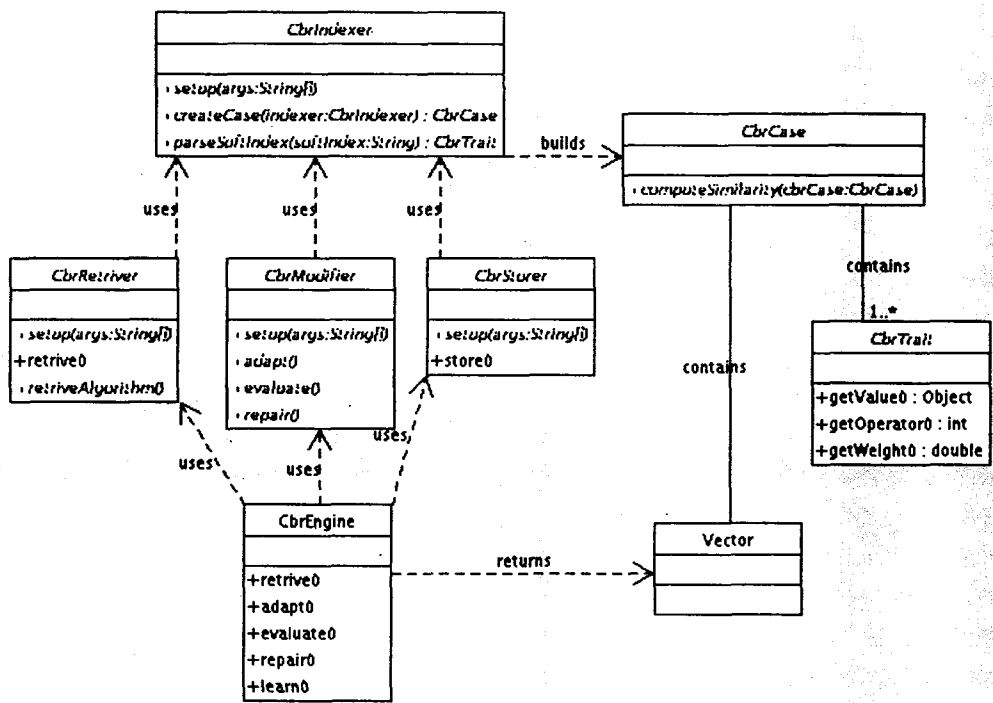 CbrIndexer
setup(args:String[])
createCase(indexer:CbrIndexer) : CbrCase
parseSoftIndex(softIndex:String) : CbrTrait
builds
CbrCase
computeSimilarity(cbrCase:CbrCase)
uses
uses
uses
contains
CbrRetriver
setup(args:String[])
+retrive()
retriveAlgorithm()
CbrModifier
setup(args:String[])
adapt()
evaluate()
repair()
CbrStorer
setup(args:String[])
+store()
1..*
CbrTrait
+getValue() : Object
+getOperator() : int
+getWeight() : double
contains
uses
uses
uses
CbrEngine
+retrive()
+adapt()
+evaluate()
+repair()
+learn()
returns
Vector